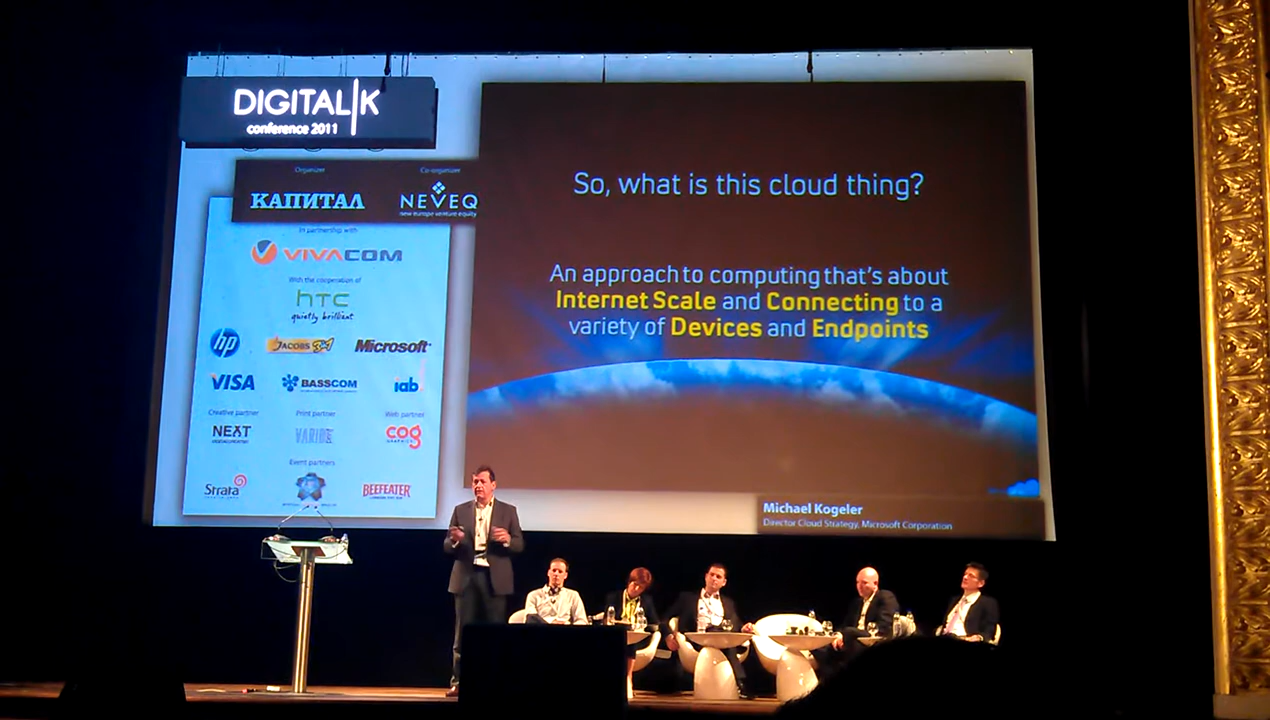 DIGITALK
conference 2011
Organizer
Co-organizer
КАПИТАЛ
NEVEQ
new europe venture equity
In partnership with
VIVACOM
With the cooperation of
hTC
quietly brilliant
hp
JACOBS 3in1
Microsoft
VISA
BASSCOM
iab
Creative partner
Print partner
Web partner
NEXT
VARIO
cog
GRAPHICS
Event partners
Strata
BEEFEATER
So, what is this cloud thing?
An approach to computing that's about
Internet Scale and Connecting to a
variety of Devices and Endpoints
Michael Kogeler
Director Cloud Strategy, Microsoft Corporation